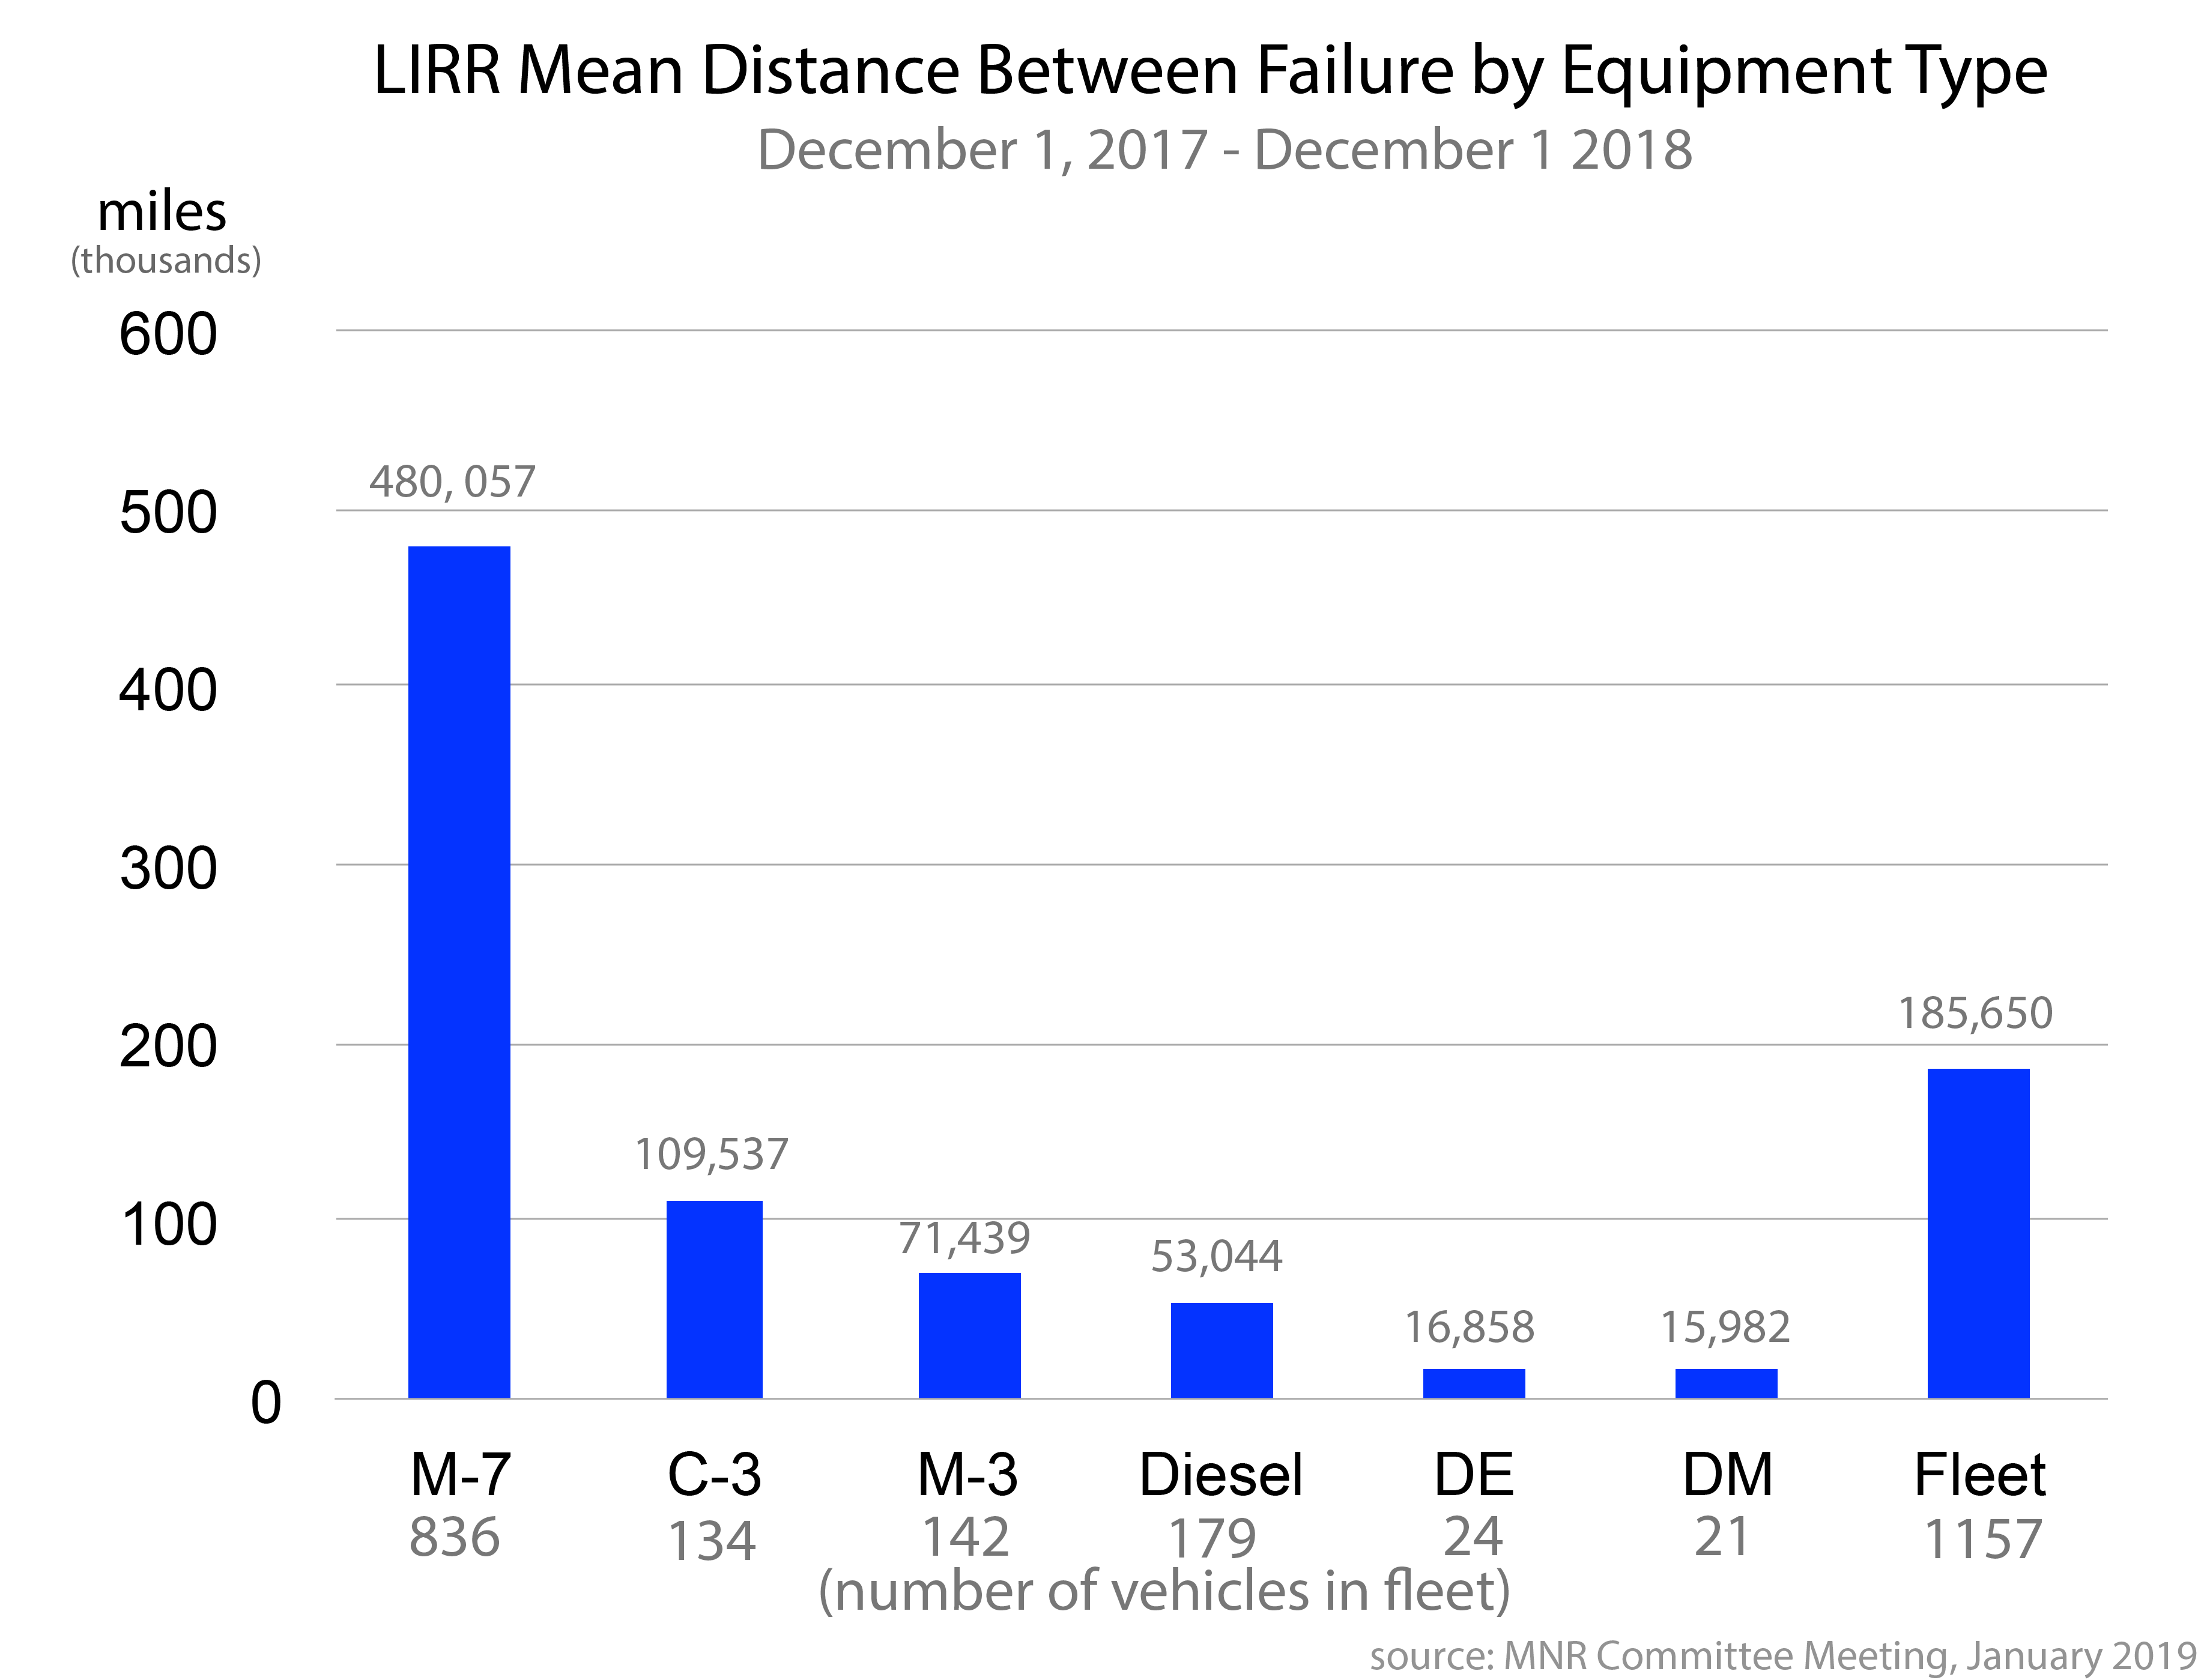 LIRR Mean Distance Between Failure by Equipment Type
December 1, 2017 - December 1 2018
miles
(thousands)
600
500
400
300
200
100
0
480, 057
109,537
71,439
53,044
16,858
15,982
185,650
M-7 C-3 M-3 Diesel DE DM Fleet
836 134 142 179 24 21 1157
(number of vehicles in fleet)
source: MNR Committee Meeting, January 2019